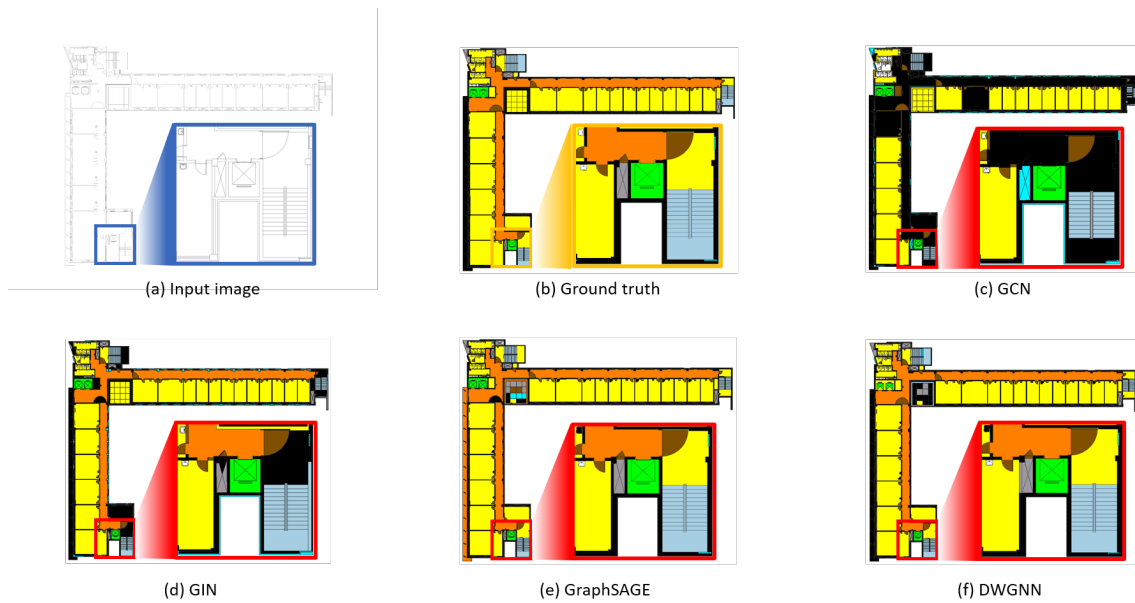 (a) Input image
(b) Ground truth
(c) GCN
(d) GIN
(e) GraphSAGE
(f) DWGNN